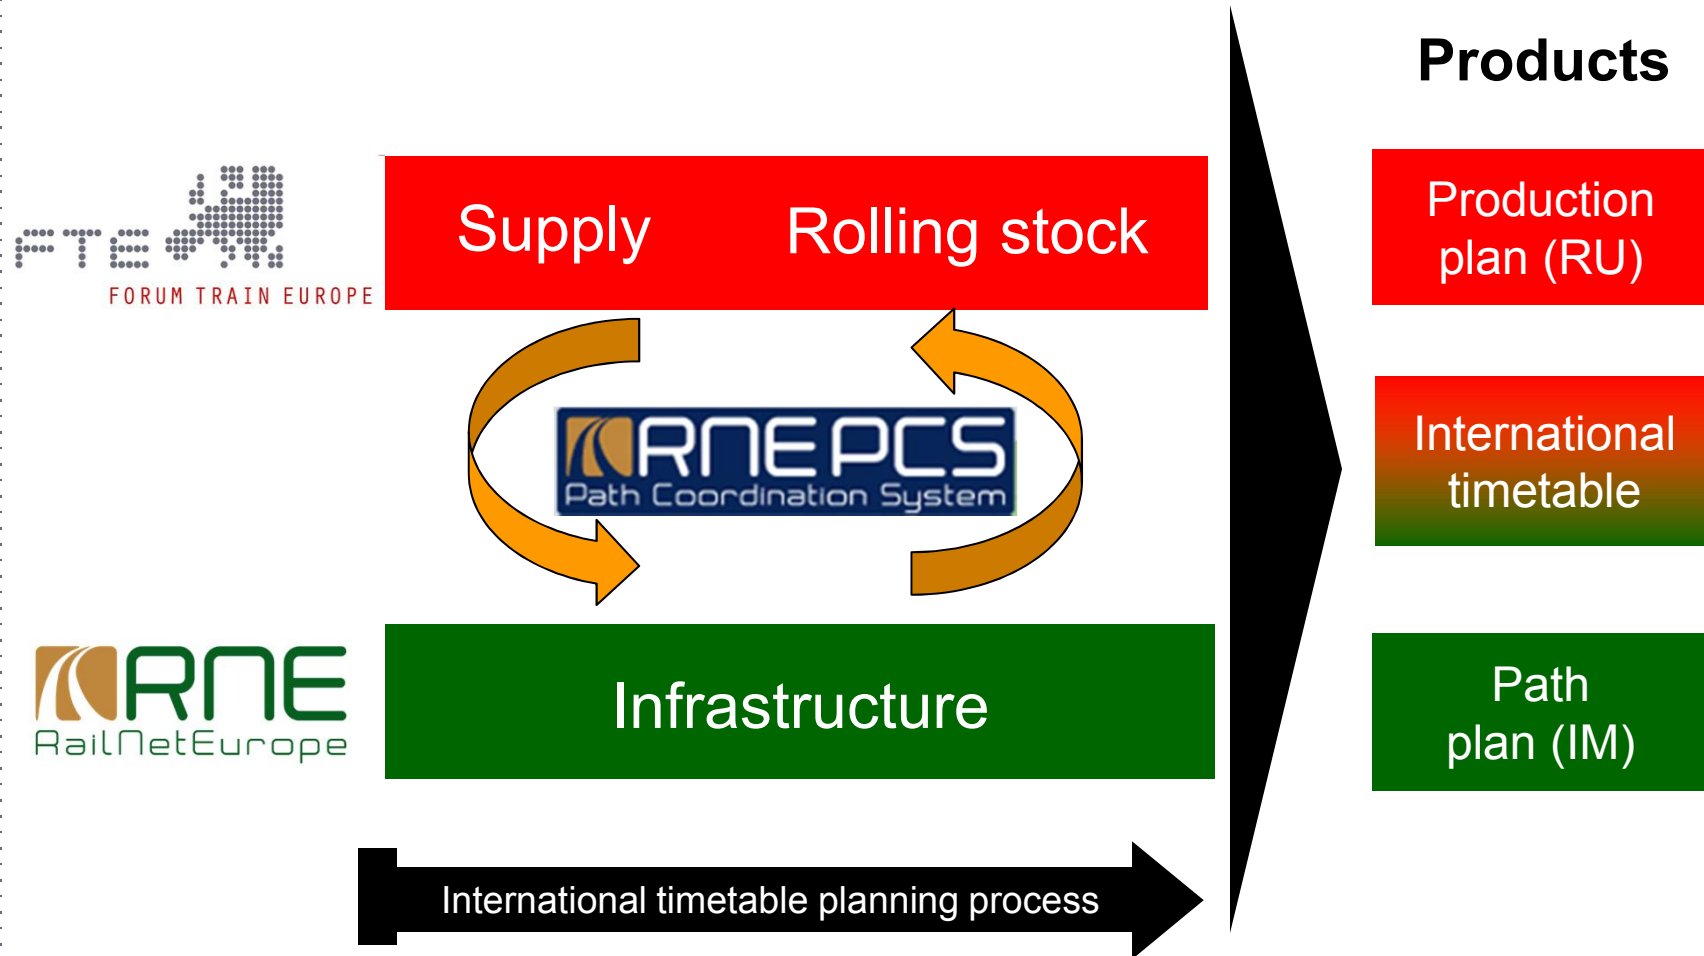 Products
Supply
Rolling stock
Production
plan (RU)
FTE
FORUM TRAIN EUROPE
RNE PCS
Path Coordination System
International
timetable
RNE
RailNetEurope
Infrastructure
Path
plan (IM)
International timetable planning process